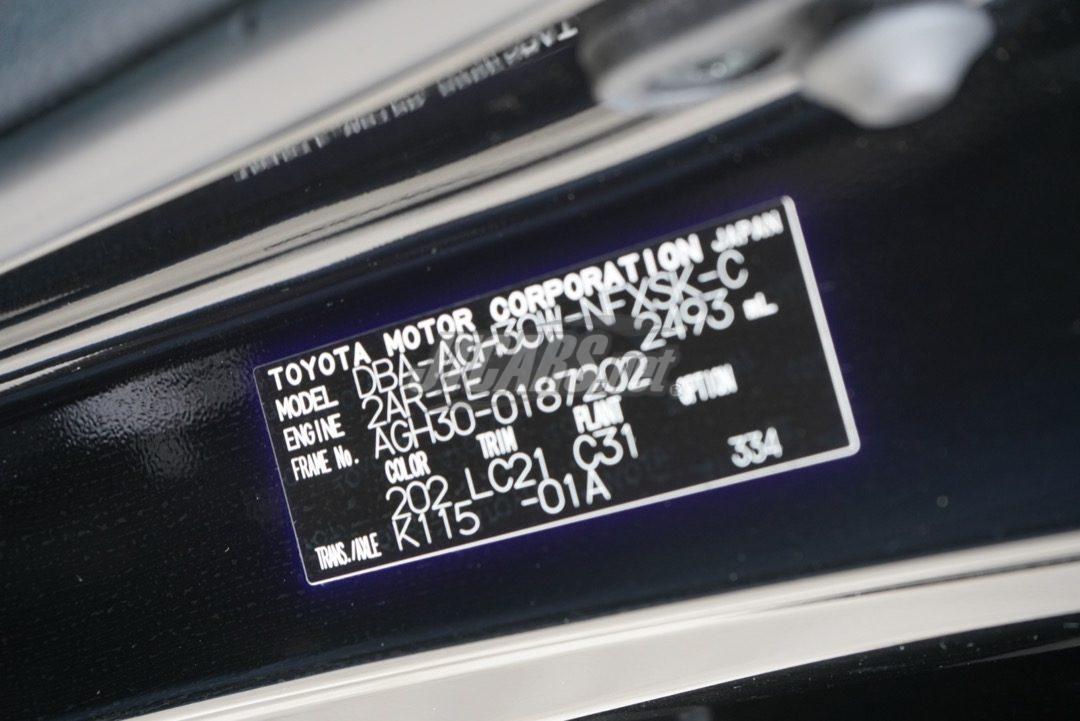 TOYOTA MOTOR CORPORATION JAPAN
MODEL DBA-AGH30W-NFXSK-C
ENGINE 2AR-FE 2493 mL
FRAME No. AGH30-0187202
COLOR TRIM PLANT OPTION
202 LC21 C31
TRANS./AXLE K115 -01A 334